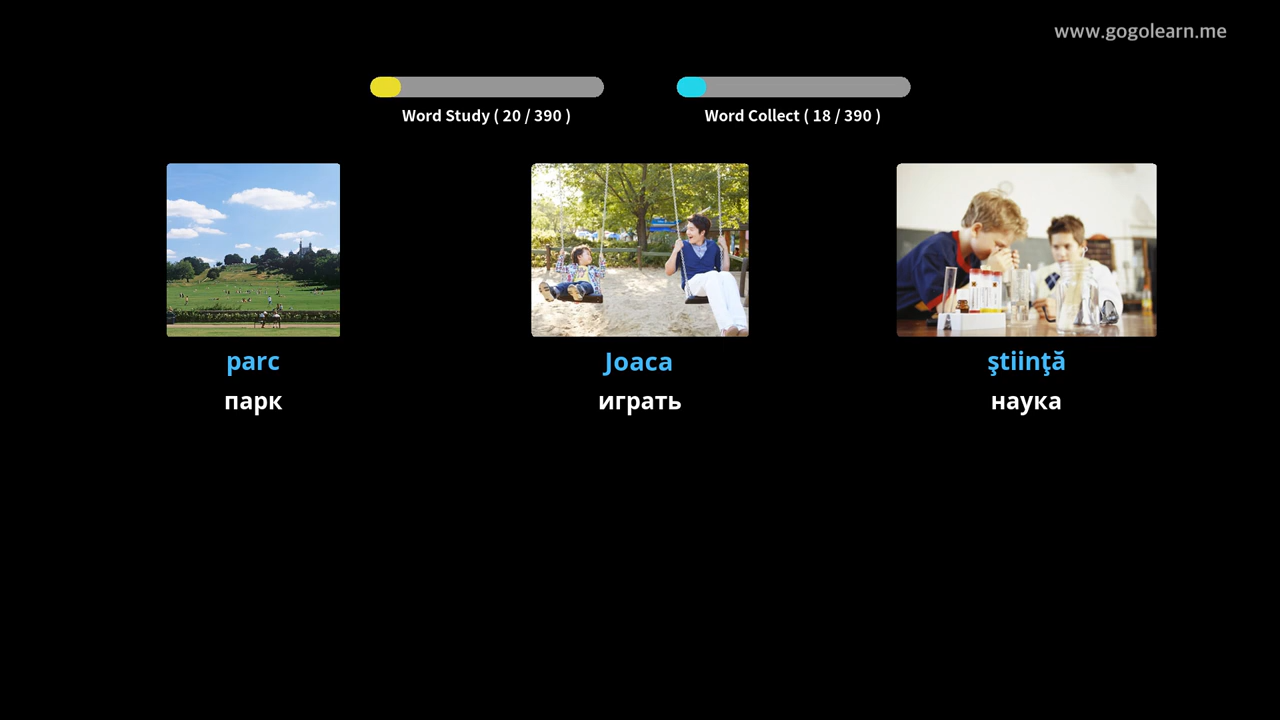 www.gogolearn.me
Word Study ( 20 / 390 )
Word Collect ( 18 / 390 )
parc
Joaca
ştiinţă
парк
играть
наука